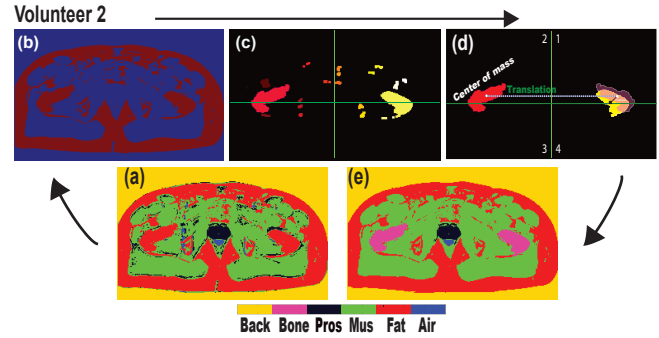 Volunteer 2
(b)
(c)
(d)
2 1
Center of mass
Translation
3 4
(a)
(e)
Back Bone Pros Mus Fat Air